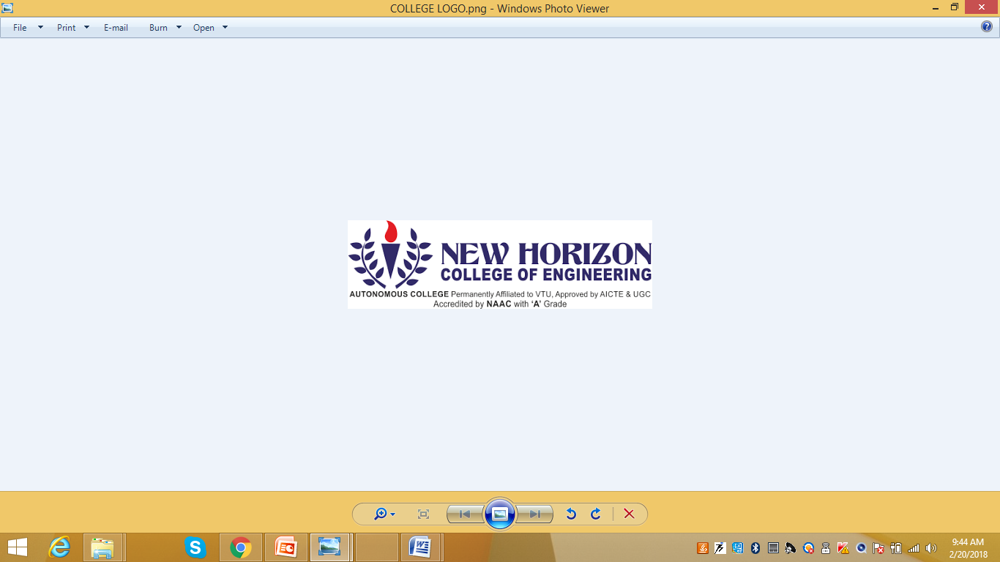 COLLEGE LOGO.png - Windows Photo Viewer
File Print E-mail Burn Open
NEW HORIZON
COLLEGE OF ENGINEERING
AUTONOMOUS COLLEGE Permanently Affiliated to VTU, Approved by AICTE & UGC
Accredited by NAAC with ‘A’ Grade
9:44 AM
2/20/2018